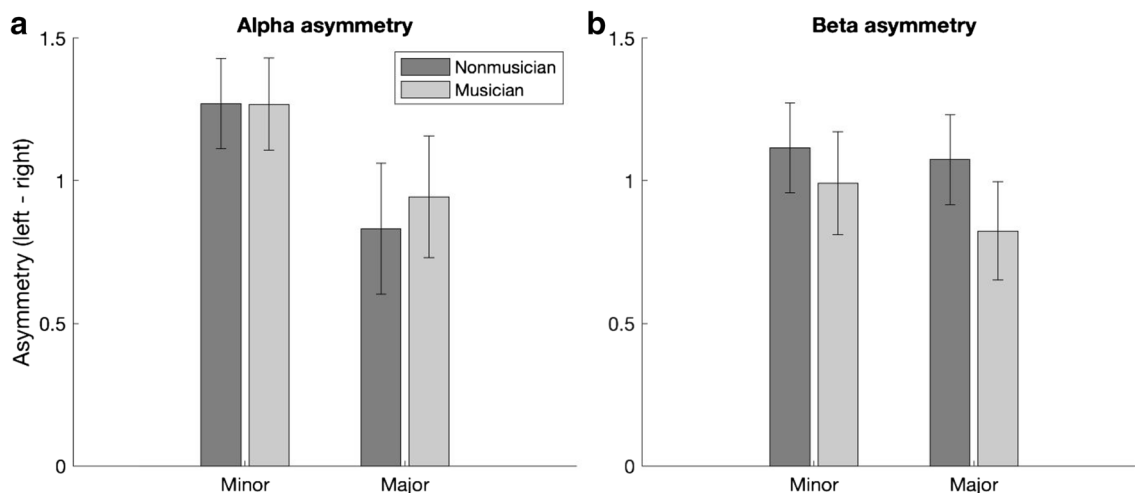 a
Alpha asymmetry
1.5
1
0.5
0
Asymmetry (left - right)
Nonmusician
Musician
Minor
Major
b
Beta asymmetry
1.5
1
0.5
0
Minor
Major